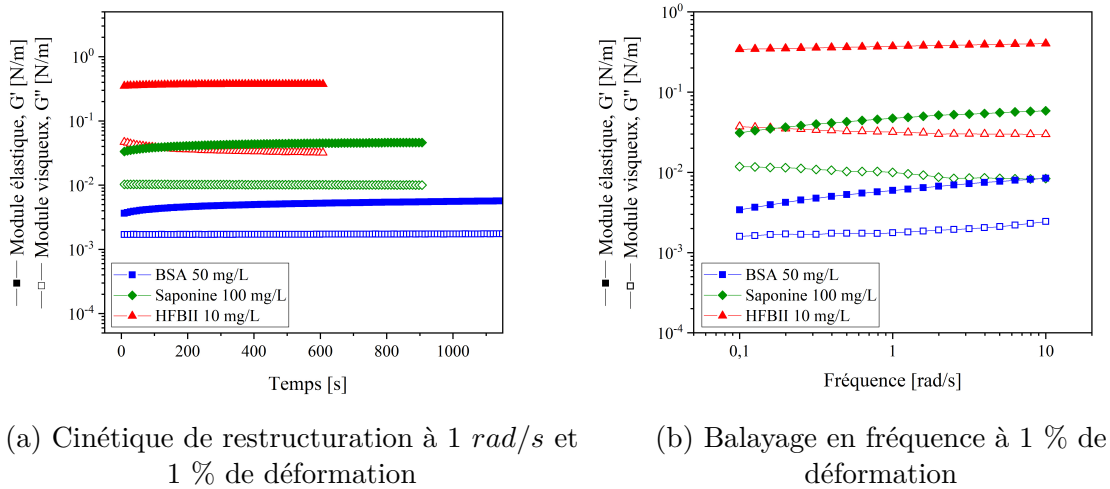 Module élastique, G' [N/m]
Module visqueux, G'' [N/m]
10^0
10^-1
10^-2
10^-3
10^-4
BSA 50 mg/L
Saponine 100 mg/L
HFBII 10 mg/L
0 200 400 600 800 1000
Temps [s]
(a) Cinétique de restructuration à 1 rad/s et
1 % de déformation
Module élastique, G' [N/m]
Module visqueux, G'' [N/m]
10^0
10^-1
10^-2
10^-3
10^-4
BSA 50 mg/L
Saponine 100 mg/L
HFBII 10 mg/L
0,1 1 10
Fréquence [rad/s]
(b) Balayage en fréquence à 1 % de
déformation